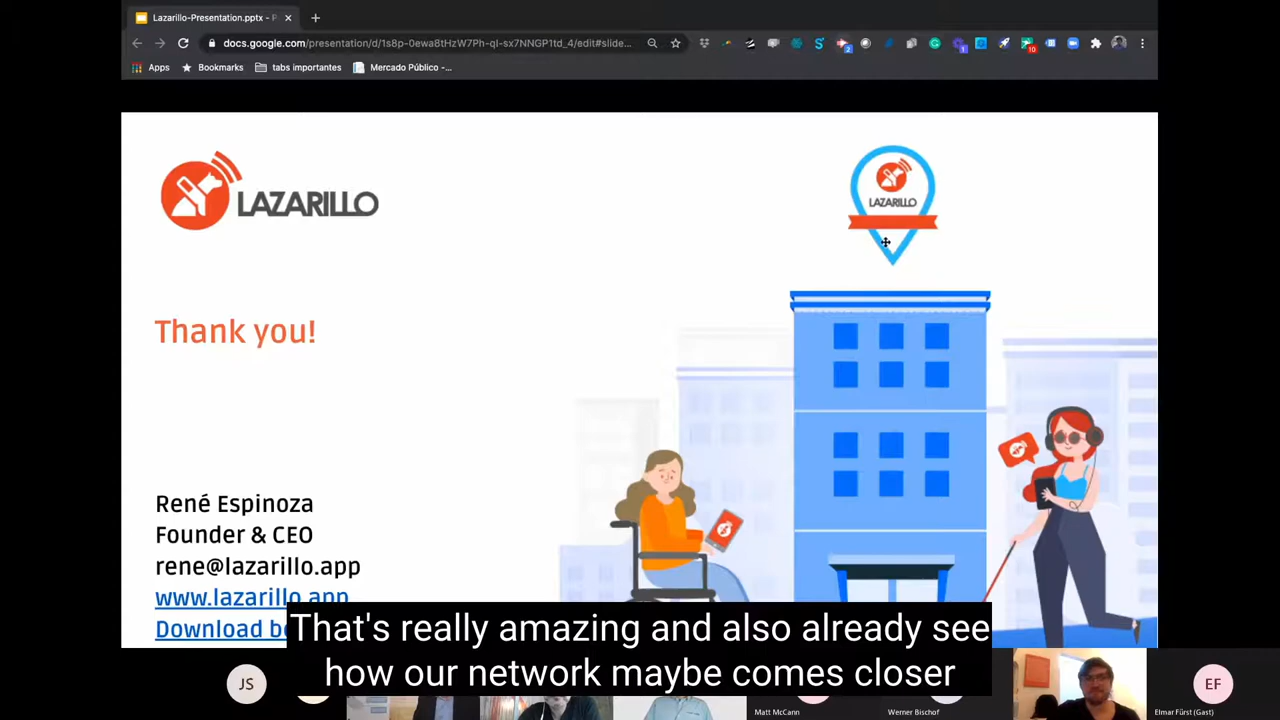 Lazarillo-Presentation.pptx - P
docs.google.com/presentation/d/1s8p-0ewa8tHzW7Ph-qI-sx7NNGP1td_4/edit#slide...
Apps
Bookmarks
tabs importantes
Mercado Público -...
LAZARILLO
LAZARILLO
Thank you!
René Espinoza
Founder & CEO
rene@lazarillo.app
www.lazarillo.app
Download be
That's really amazing and also already see
how our network maybe comes closer
JS
EF
Matt McCann
Werner Bischof
Elmar Fürst (Gast)